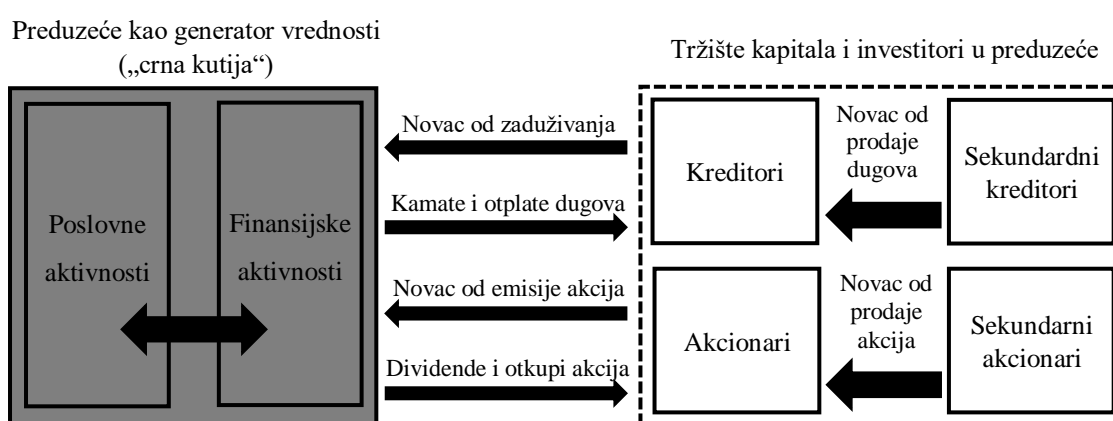 Preduzeće kao generator vrednosti
(„crna kutija“)
Tržište kapitala i investitori u preduzeće
Poslovne
aktivnosti
Finansijske
aktivnosti
Novac od zaduživanja
Kamate i otplate dugova
Novac od emisije akcija
Dividende i otkupi akcija
Kreditori
Novac od
prodaje
dugova
Sekundardni
kreditori
Akcionari
Novac od
prodaje
akcija
Sekundarni
akcionari